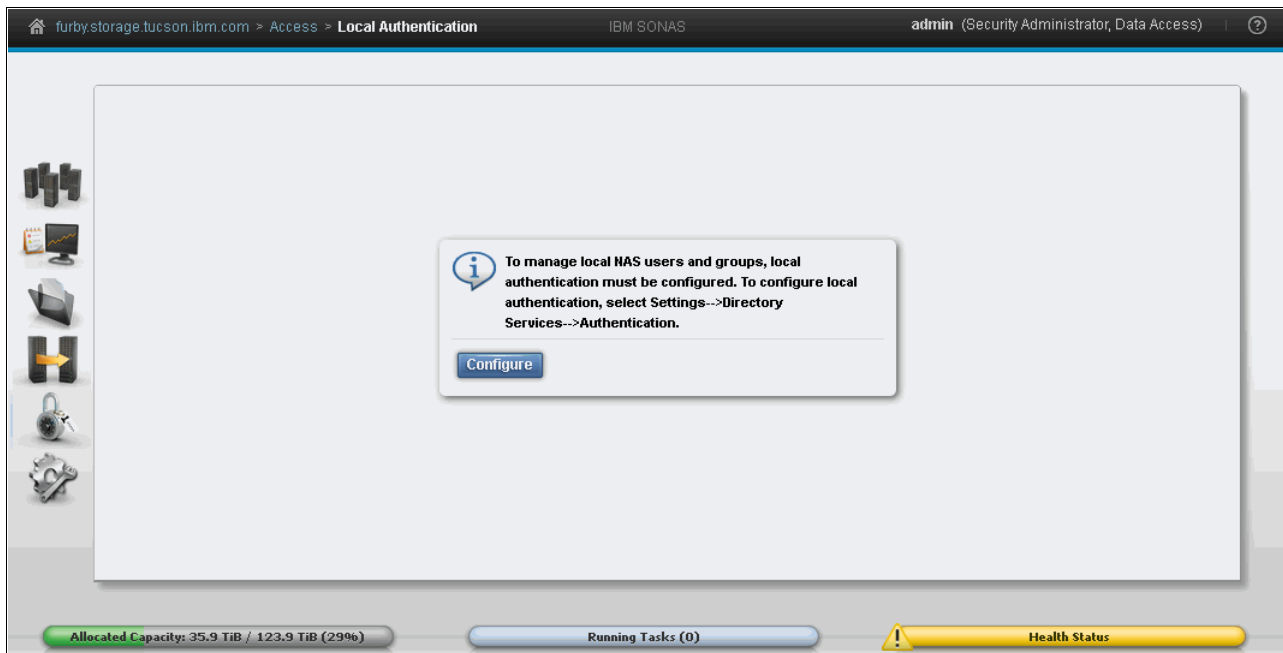 furby.storage.tucson.ibm.com > Access > Local Authentication
IBM SONAS
admin (Security Administrator, Data Access)
?
To manage local NAS users and groups, local
authentication must be configured. To configure local
authentication, select Settings-->Directory
Services-->Authentication.
Configure
Allocated Capacity: 35.9 TiB / 123.9 TiB (29%)
Running Tasks (0)
Health Status